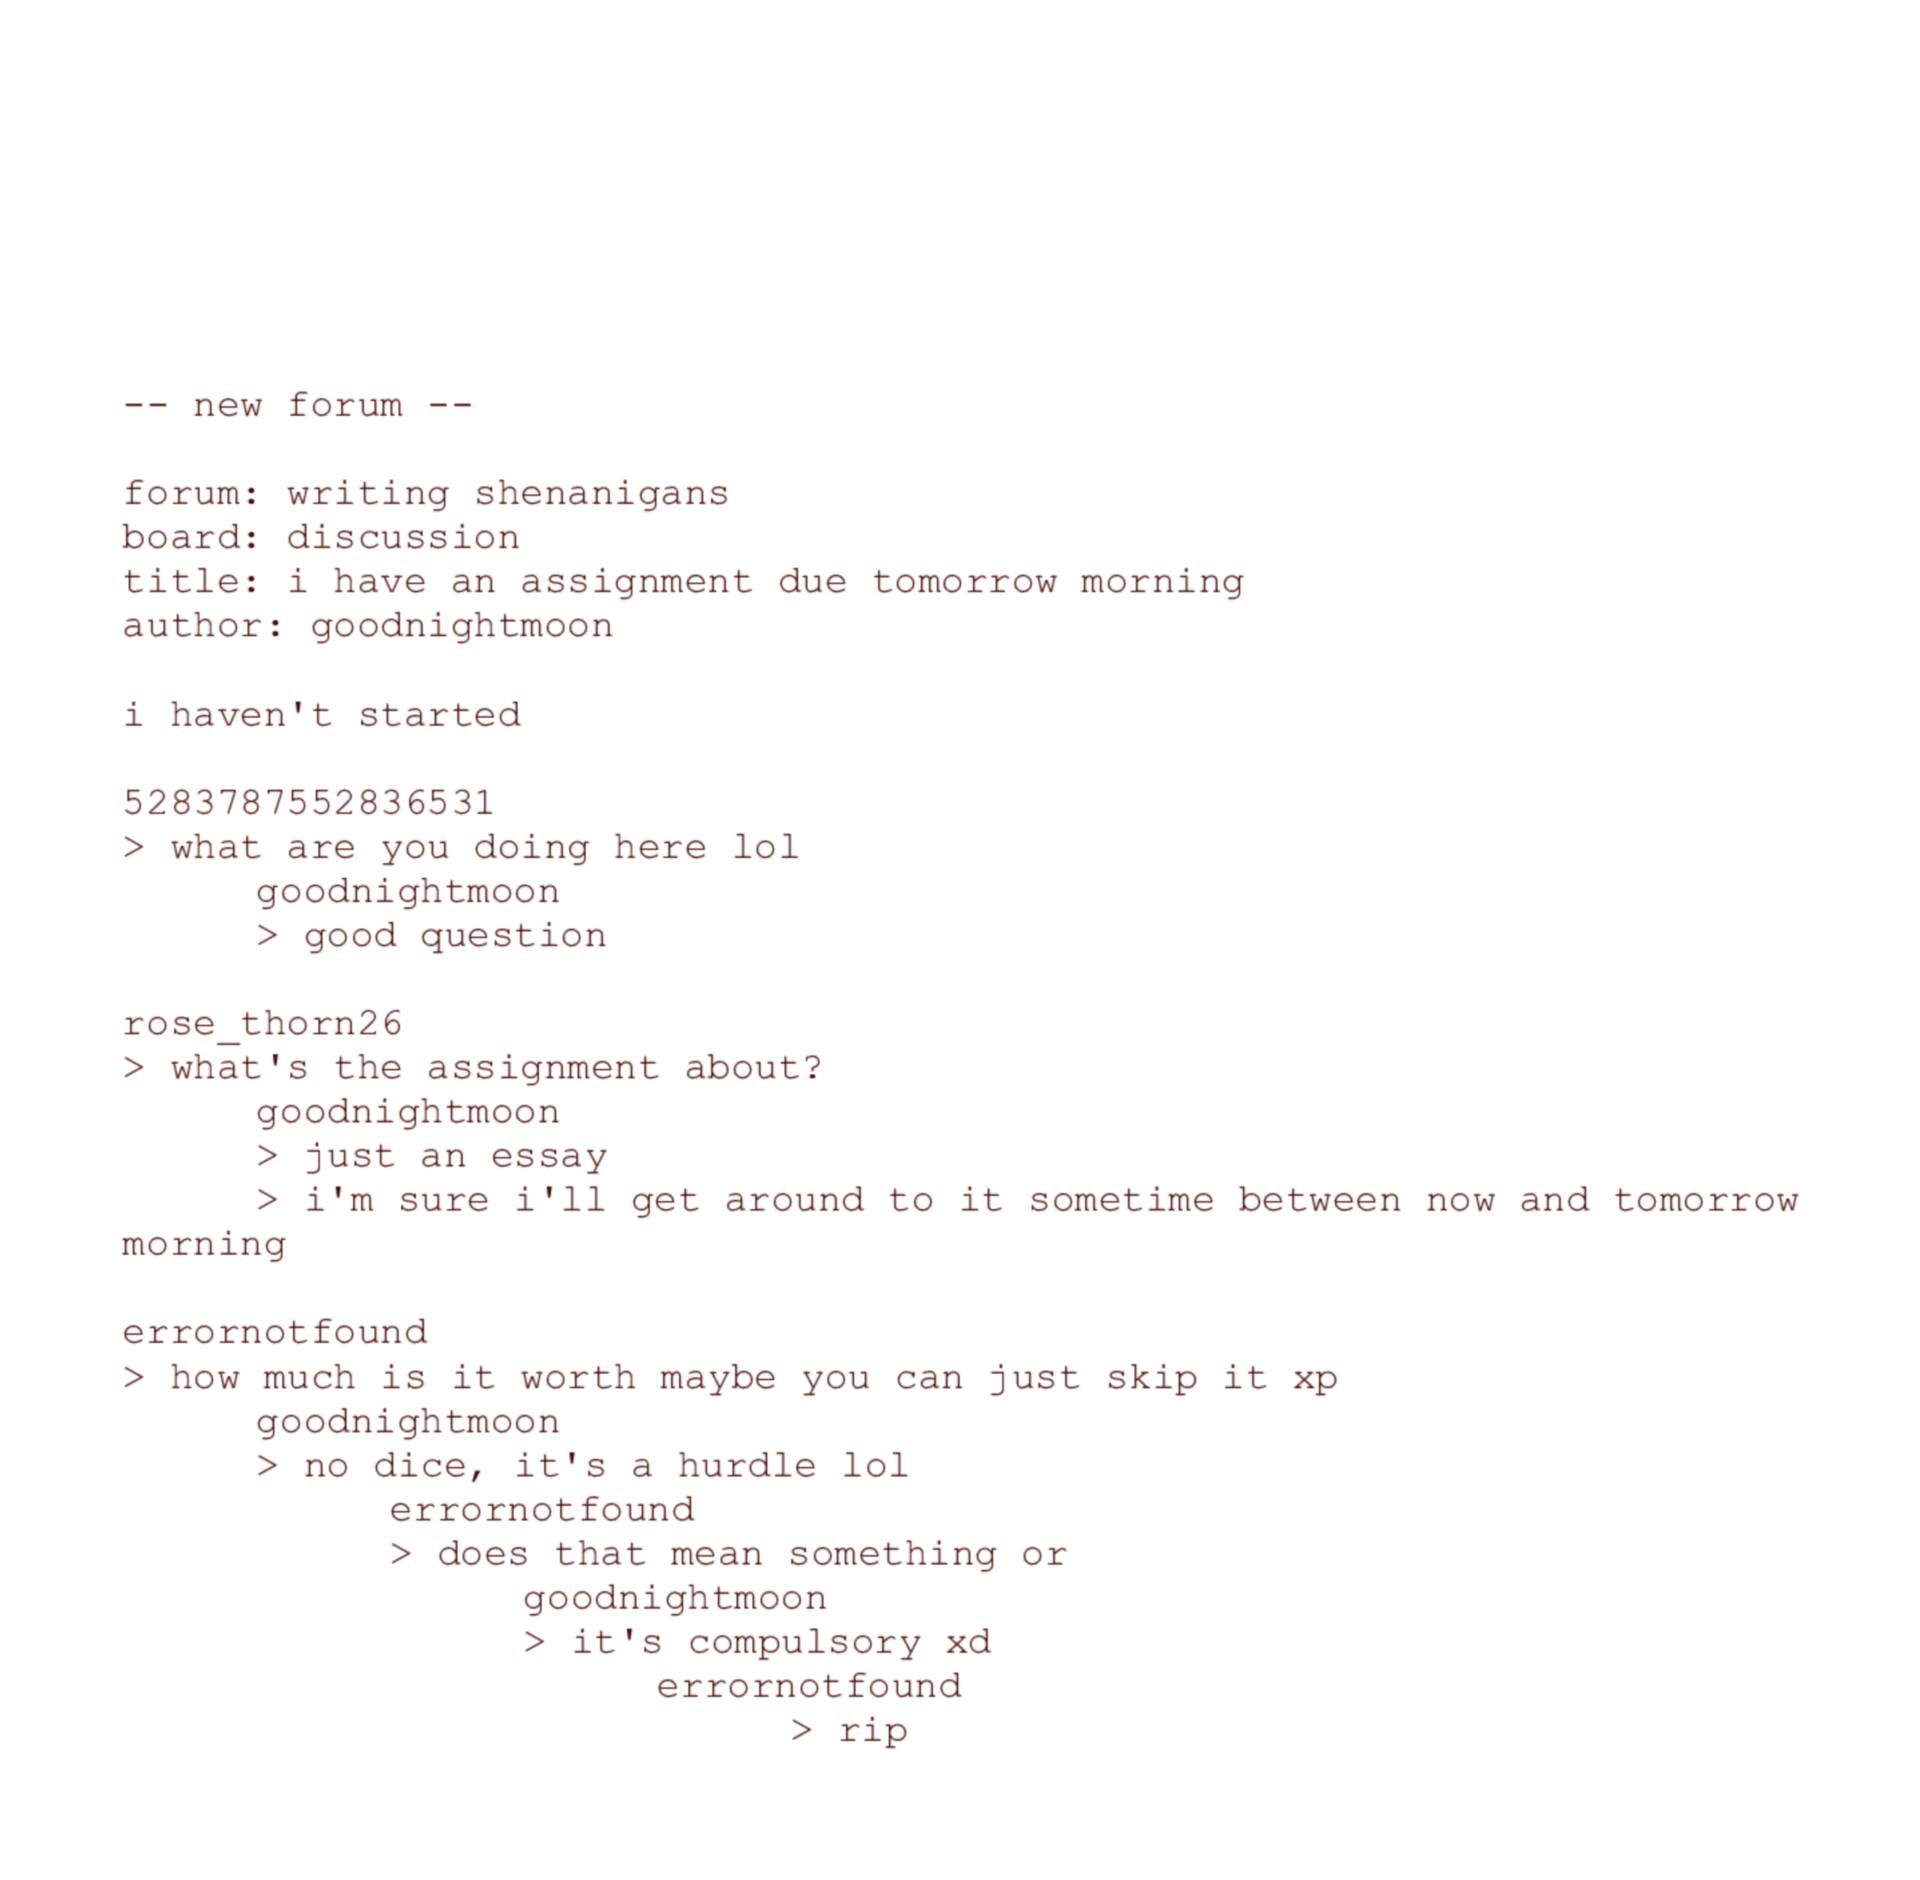 -- new forum --
forum: writing shenanigans
board: discussion
title: i have an assignment due tomorrow morning
author: goodnightmoon
i haven't started
5283787552836531
> what are you doing here lol
goodnightmoon
> good question
rose_thorn26
> what's the assignment about?
goodnightmoon
> just an essay
> i'm sure i'll get around to it sometime between now and tomorrow
morning
errornotfound
> how much is it worth maybe you can just skip it xp
goodnightmoon
> no dice, it's a hurdle lol
errornotfound
> does that mean something or
goodnightmoon
> it's compulsory xd
errornotfound
> rip